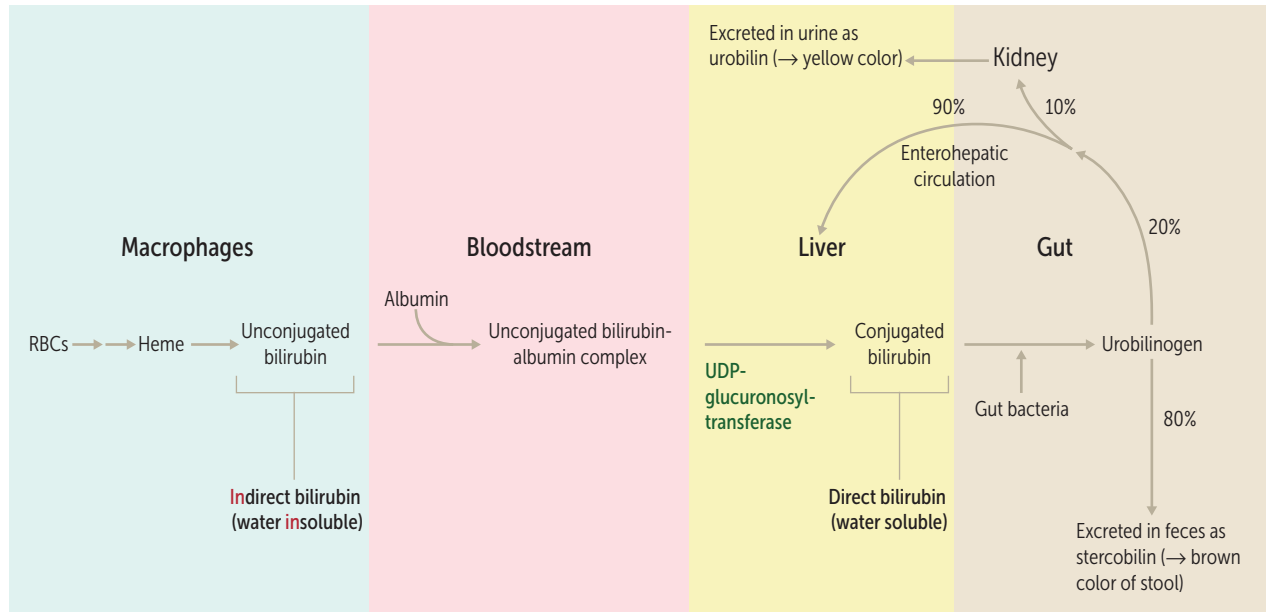 Excreted in urine as
urobilin (→ yellow color)
Kidney
90%
10%
Enterohepatic
circulation
20%
Macrophages
Bloodstream
Liver
Gut
Albumin
RBCs
Heme
Unconjugated
bilirubin
Unconjugated bilirubin-
albumin complex
UDP-
glucuronosyl-
transferase
Conjugated
bilirubin
Gut bacteria
Urobilinogen
80%
Indirect bilirubin
(water insoluble)
Direct bilirubin
(water soluble)
Excreted in feces as
stercobilin (→ brown
color of stool)